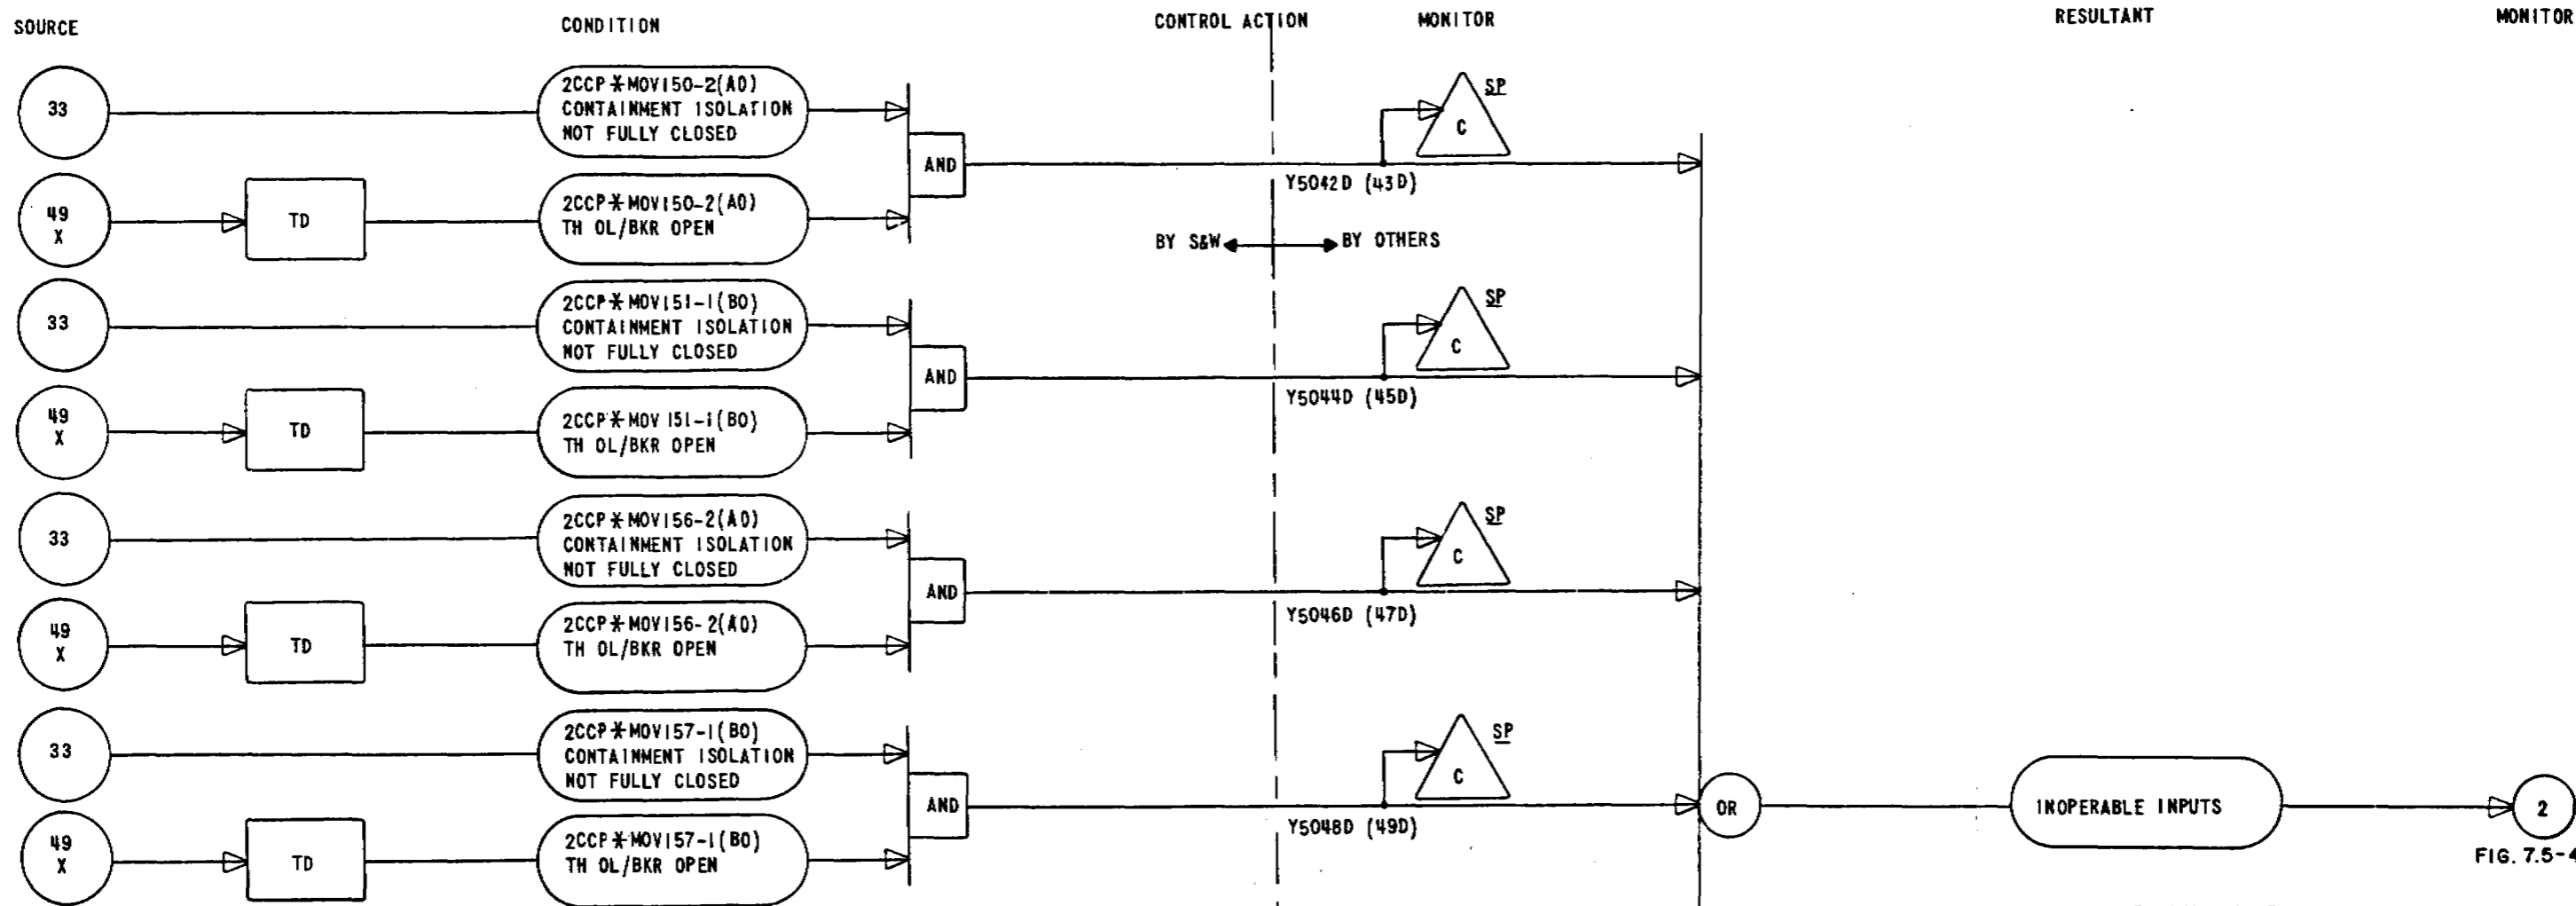 SOURCE CONDITION CONTROL ACTION MONITOR RESULTANT MONITOR
33
2CCP*MOV150-2(AO)
CONTAINMENT ISOLATION
NOT FULLY CLOSED
SP
C
AND
49
X
TD
2CCP*MOV150-2(AO)
TH OL/BKR OPEN
Y5042D (43D)
BY S&W BY OTHERS
33
2CCP*MOV151-1(BO)
CONTAINMENT ISOLATION
NOT FULLY CLOSED
SP
C
AND
49
X
TD
2CCP*MOV151-1(BO)
TH OL/BKR OPEN
Y5044D (45D)
33
2CCP*MOV156-2(AO)
CONTAINMENT ISOLATION
NOT FULLY CLOSED
SP
C
AND
49
X
TD
2CCP*MOV156-2(AO)
TH OL/BKR OPEN
Y5046D (47D)
33
2CCP*MOV157-1(BO)
CONTAINMENT ISOLATION
NOT FULLY CLOSED
SP
C
AND
OR
INOPERABLE INPUTS
2
49
X
TD
2CCP*MOV157-1(BO)
TH OL/BKR OPEN
Y5048D (49D)
FIG. 7.5-4